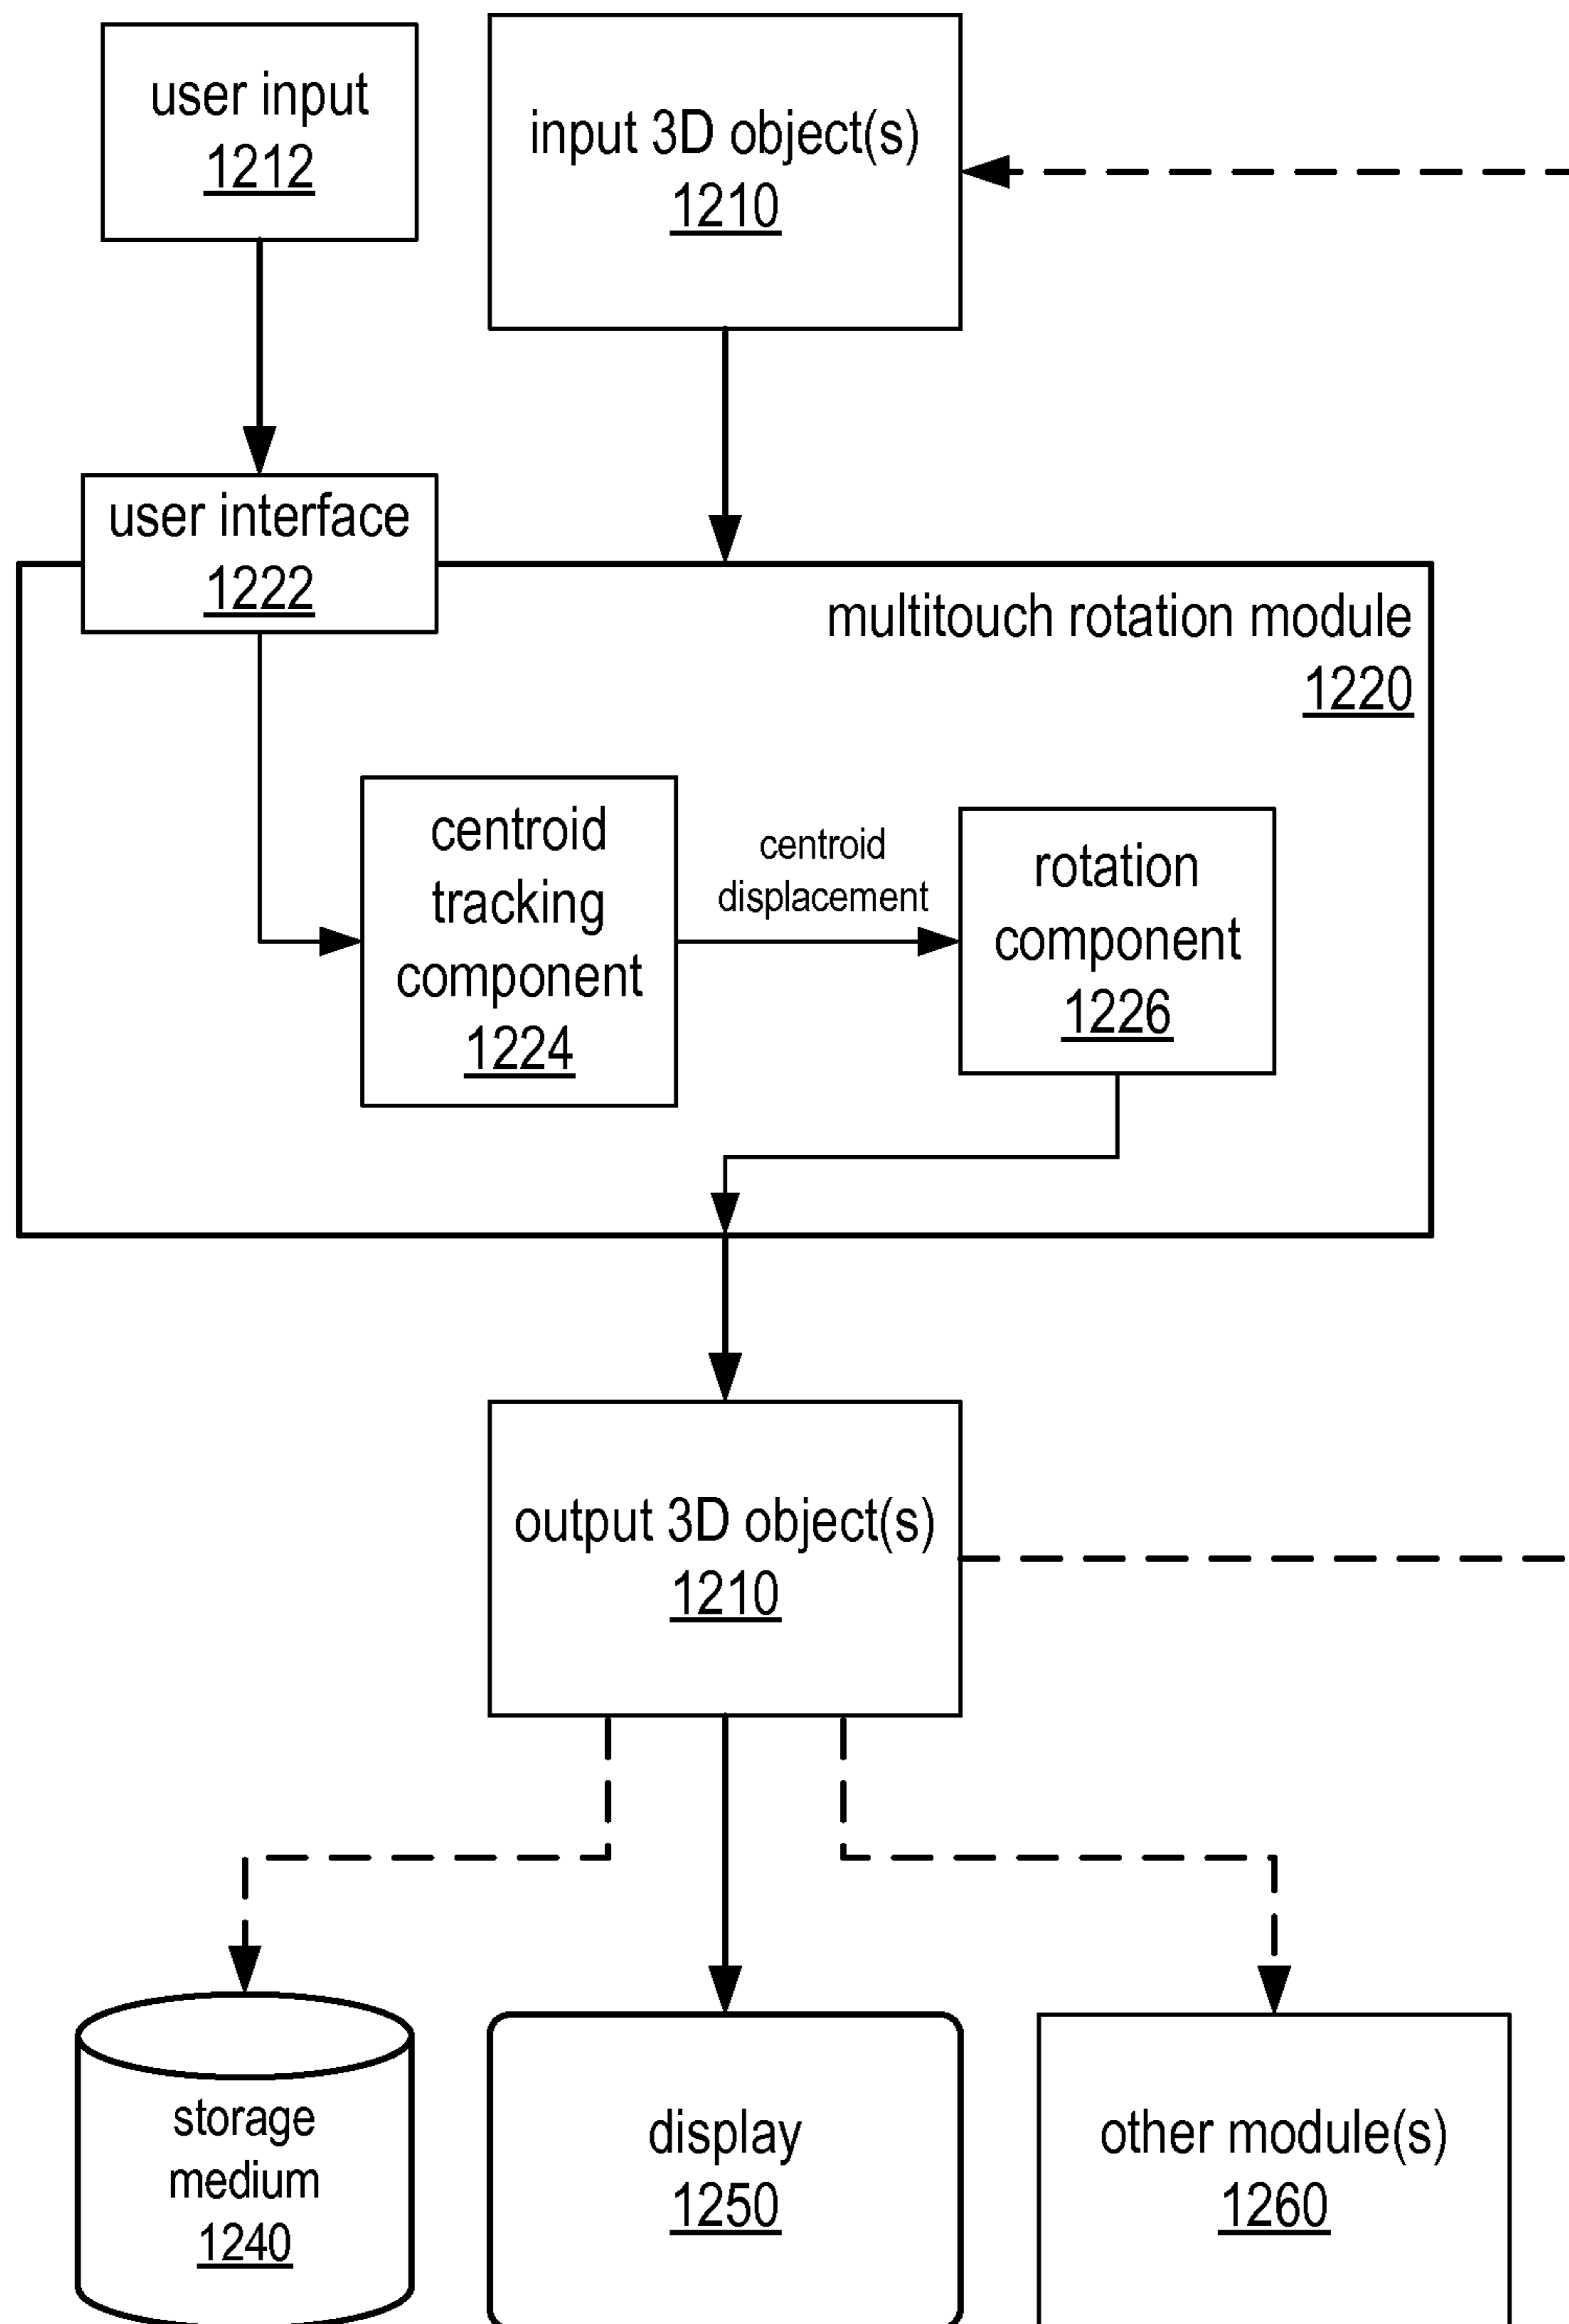 user input
1212
input 3D object(s)
1210
user interface
1222
multitouch rotation module
1220
centroid
tracking
component
1224
centroid
displacement
rotation
component
1226
output 3D object(s)
1210
storage
medium
1240
display
1250
other module(s)
1260